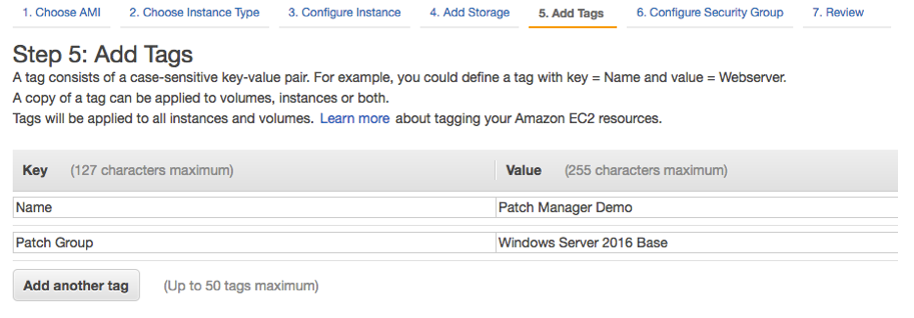 1. Choose AMI 2. Choose Instance Type 3. Configure Instance 4. Add Storage 5. Add Tags 6. Configure Security Group 7. Review
Step 5: Add Tags
A tag consists of a case-sensitive key-value pair. For example, you could define a tag with key = Name and value = Webserver.
A copy of a tag can be applied to volumes, instances or both.
Tags will be applied to all instances and volumes. Learn more about tagging your Amazon EC2 resources.
Key (127 characters maximum) Value (255 characters maximum)
Name Patch Manager Demo
Patch Group Windows Server 2016 Base
Add another tag (Up to 50 tags maximum)